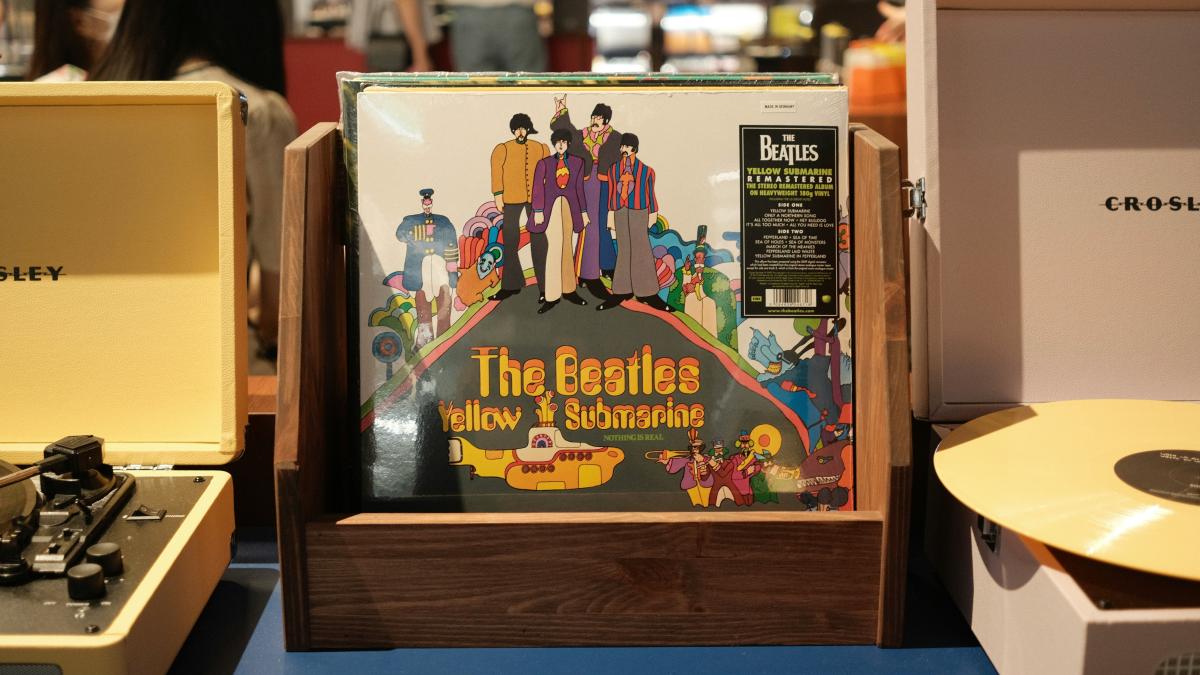 SLEY
MADE IN GERMANY
THE
BEATLES
YELLOW SUBMARINE
REMASTERED
THE STEREO REMASTERED ALBUM
ON HEAVYWEIGHT 180g VINYL
SIDE ONE
YELLOW SUBMARINE
ONLY A NORTHERN SONG
ALL TOGETHER NOW • HEY BULLDOG
IT'S ALL TOO MUCH • ALL YOU NEED IS LOVE
SIDE TWO
PEPPERLAND • SEA OF TIME
SEA OF HOLES • SEA OF MONSTERS
MARCH OF THE MEANIES
PEPPERLAND LAID WASTE
YELLOW SUBMARINE IN PEPPERLAND
EMI
www.thebeatles.com
The Beatles
Yellow Submarine
NOTHING IS REAL
CROSL